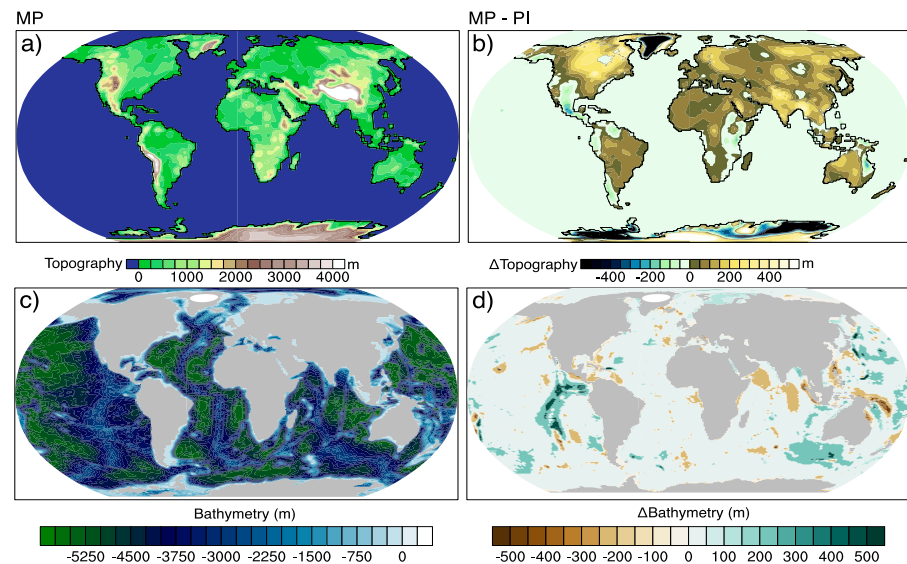 MP
MP - PI
a)
b)
Topography
0 1000 2000 3000 4000 m
ΔTopography
-400 -200 0 200 400 m
c)
d)
Bathymetry (m)
-5250 -4500 -3750 -3000 -2250 -1500 -750 0
ΔBathymetry (m)
-500 -400 -300 -200 -100 0 100 200 300 400 500